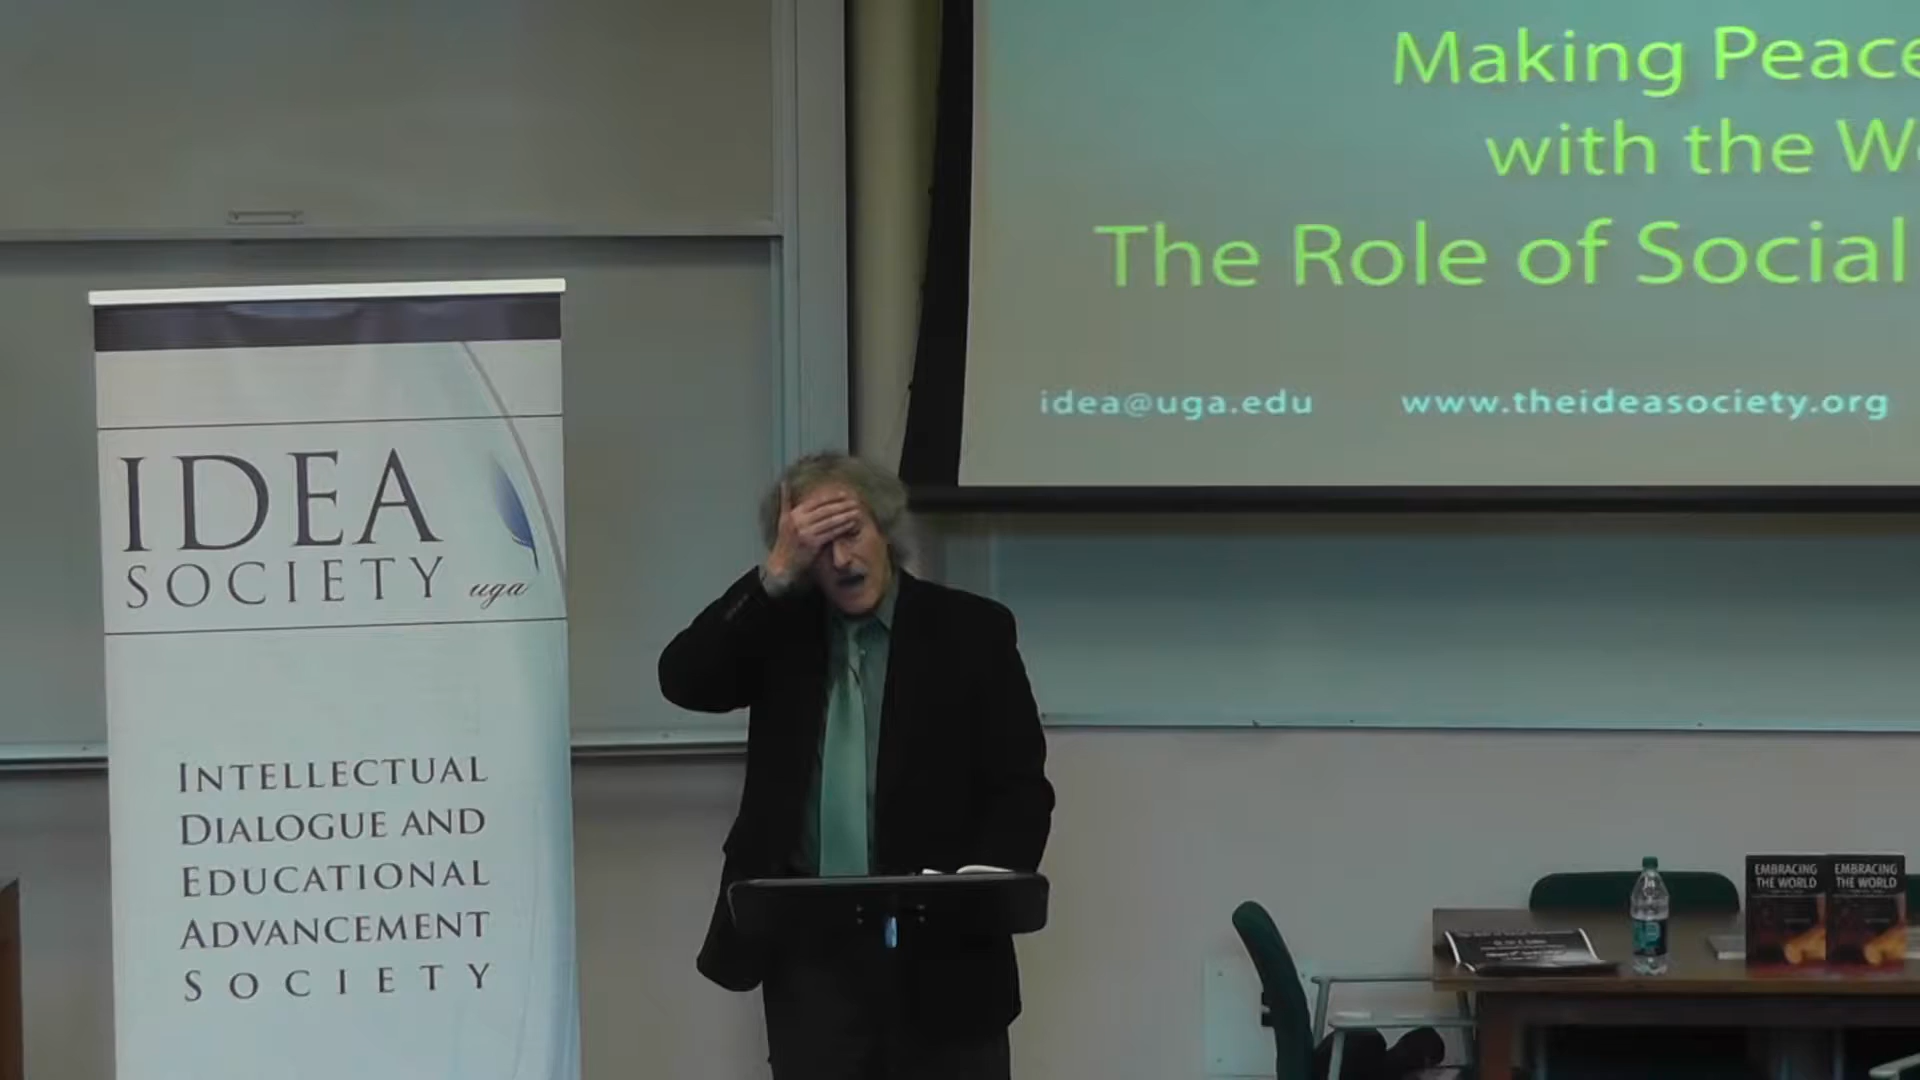 Making Peace
with the W
The Role of Social
idea@uga.edu www.theideasociety.org
IDEA
SOCIETY uga
INTELLECTUAL
DIALOGUE AND
EDUCATIONAL
ADVANCEMENT
SOCIETY
EMBRACING
THE WORLD
EMBRACING
THE WORLD